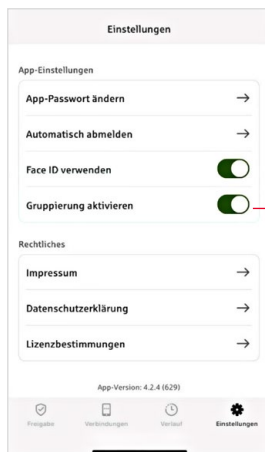 Einstellungen
App-Einstellungen
App-Passwort ändern
Automatisch abmelden
Face ID verwenden
Gruppierung aktivieren
Rechtliches
Impressum
Datenschutzerklärung
Lizenzbestimmungen
App-Version: 4.2.4 (629)
Freigabe Verbindungen Verlauf Einstellungen